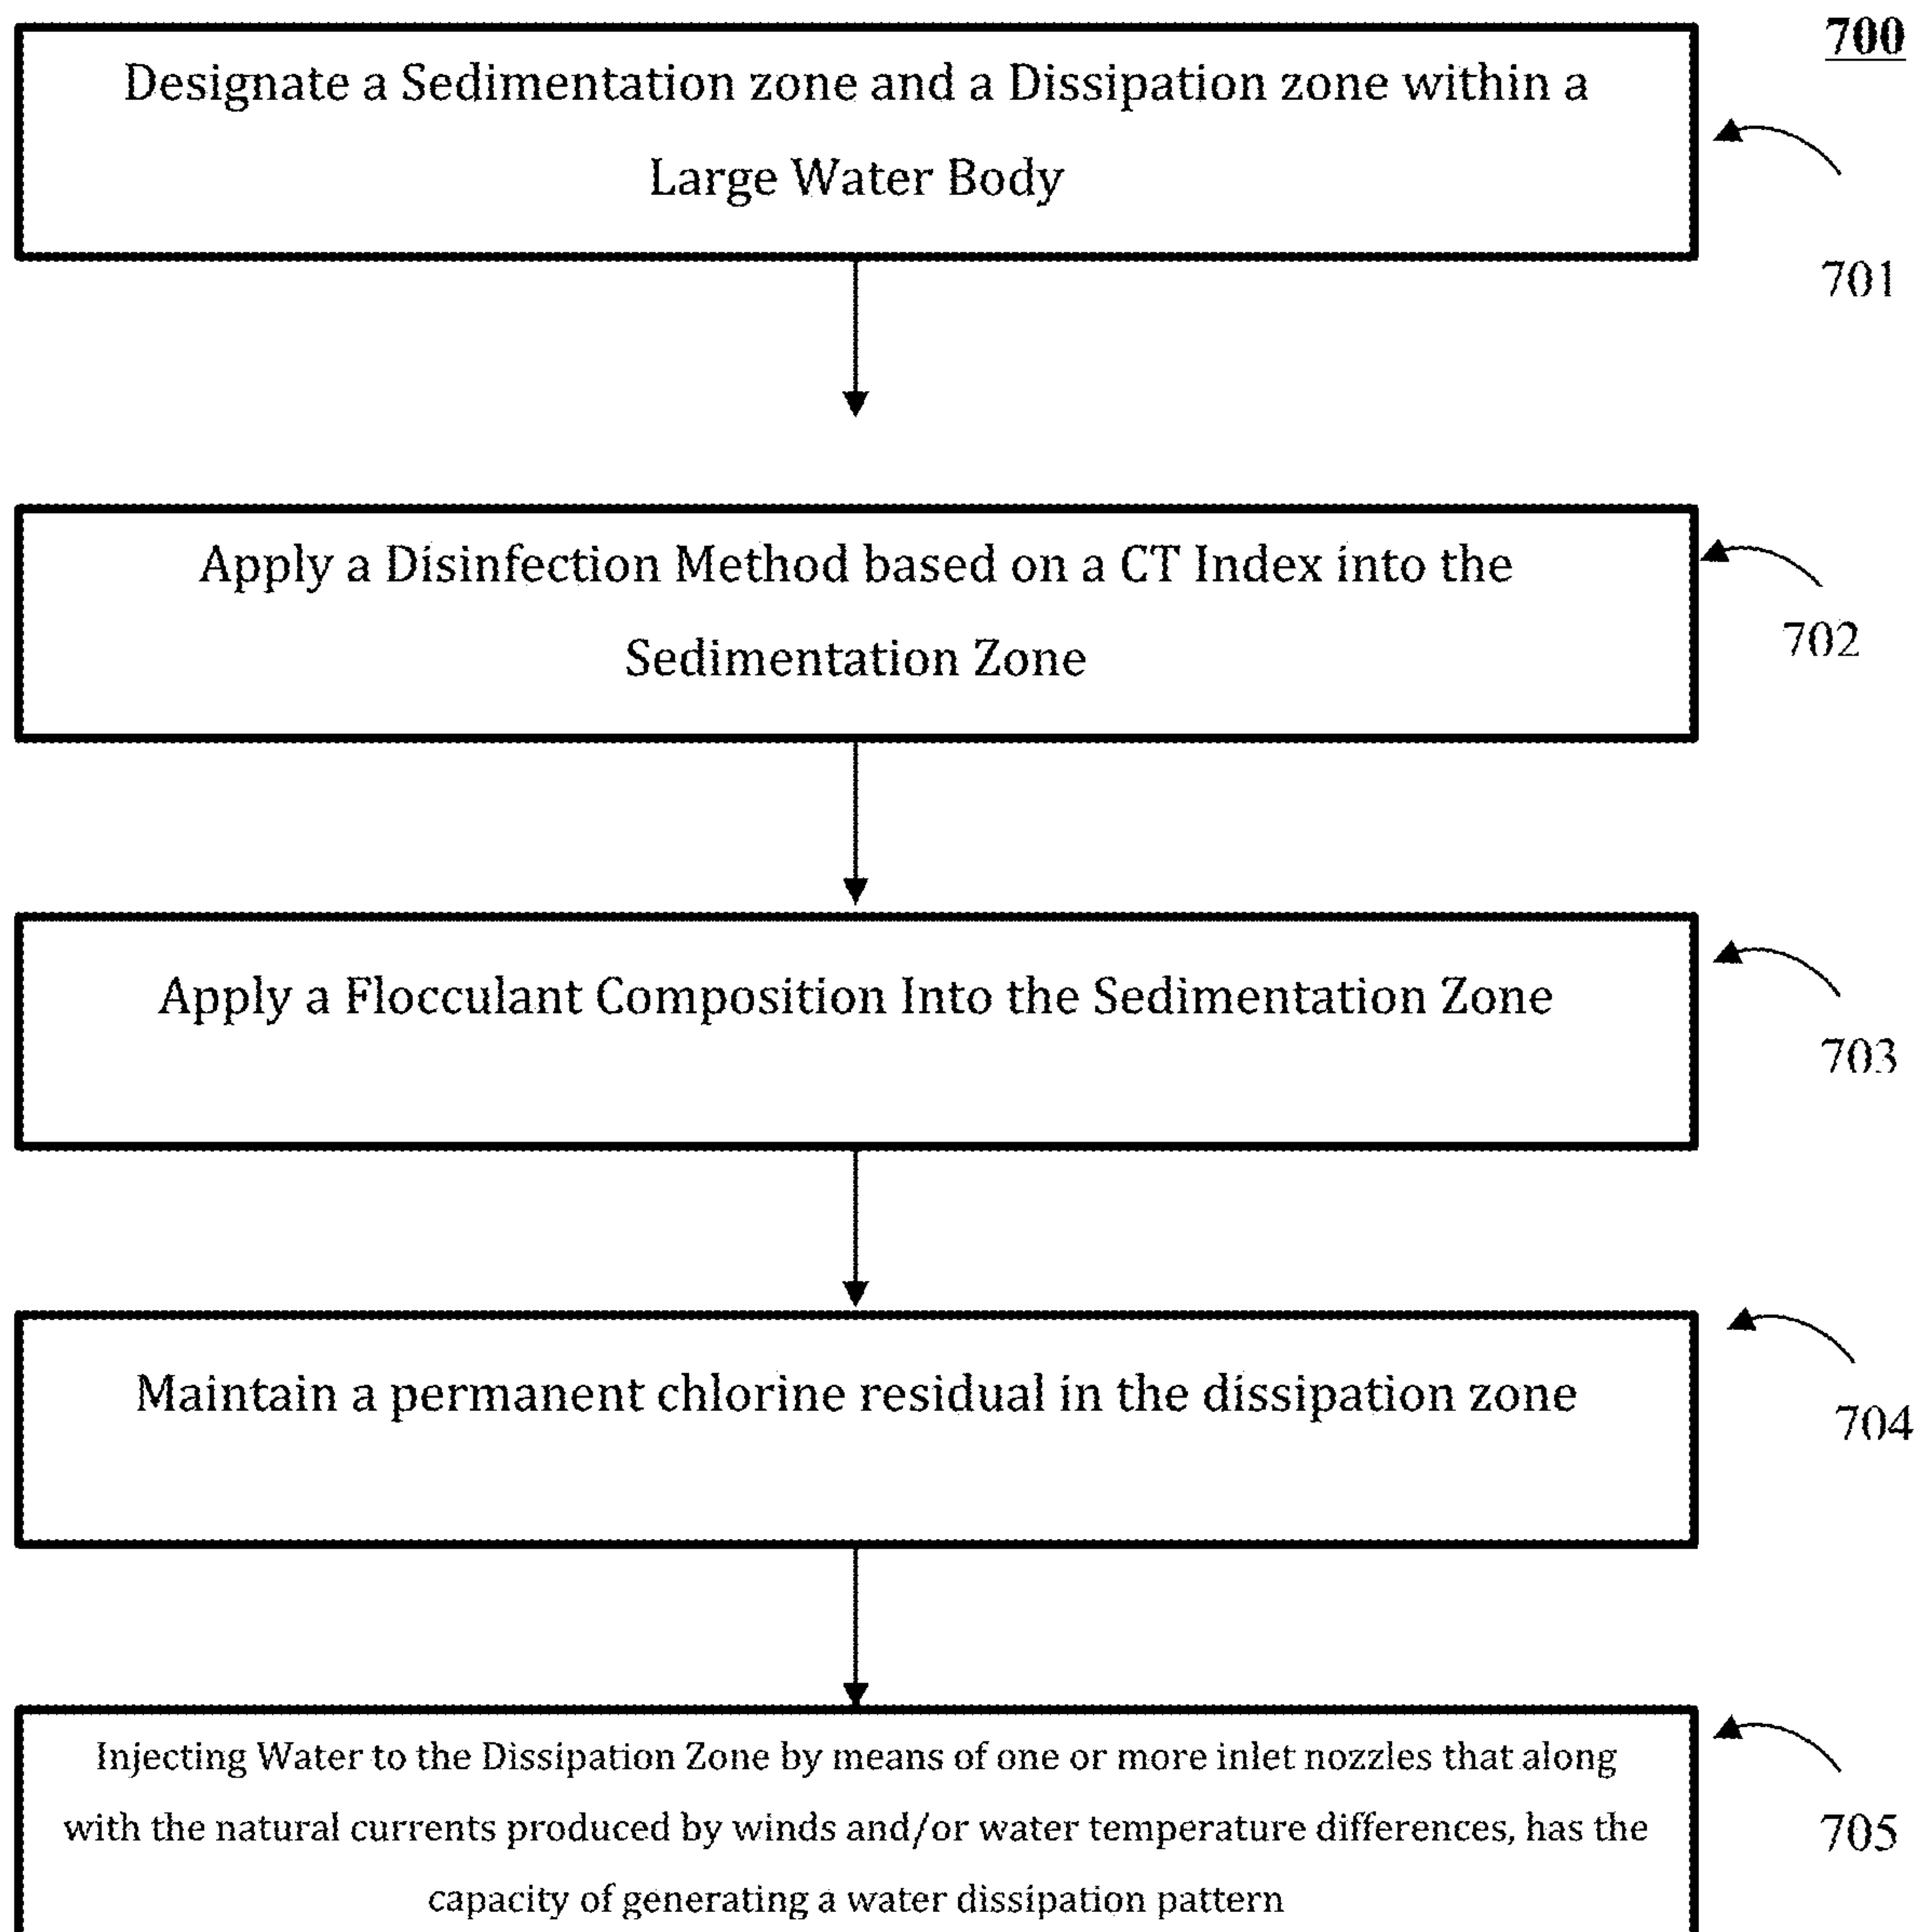 700
Designate a Sedimentation zone and a Dissipation zone within a
Large Water Body
701
Apply a Disinfection Method based on a CT Index into the
Sedimentation Zone
702
Apply a Flocculant Composition Into the Sedimentation Zone
703
Maintain a permanent chlorine residual in the dissipation zone
704
Injecting Water to the Dissipation Zone by means of one or more inlet nozzles that along
with the natural currents produced by winds and/or water temperature differences, has the
capacity of generating a water dissipation pattern
705